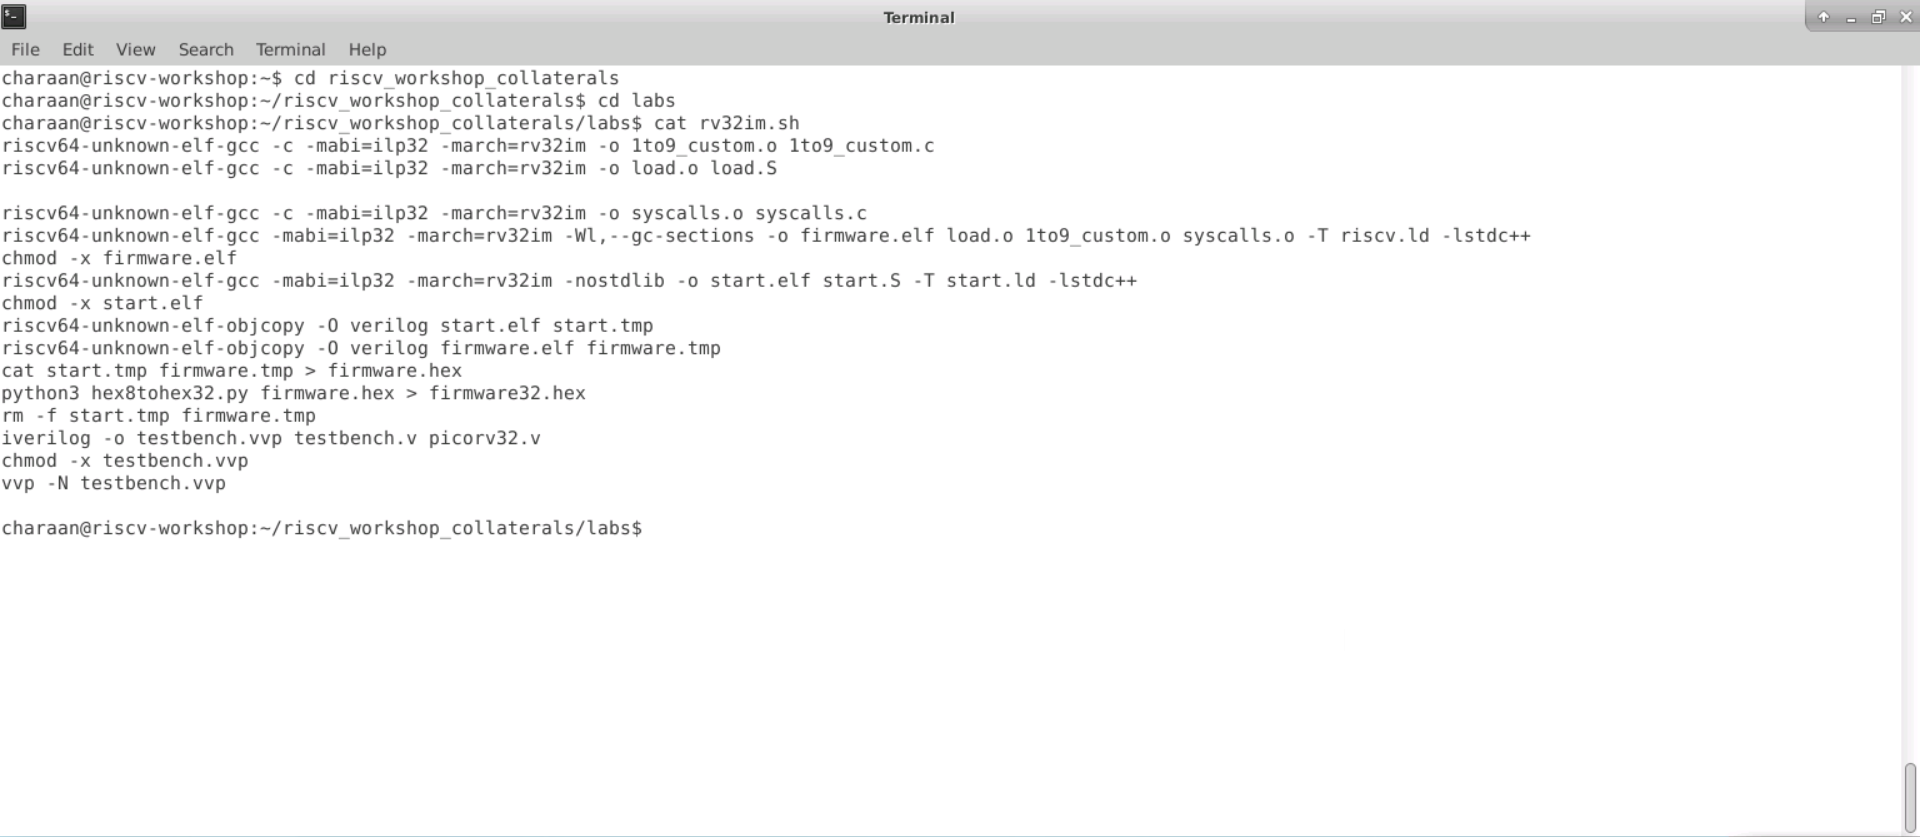 Terminal
File Edit View Search Terminal Help
charaan@riscv-workshop:~$ cd riscv_workshop_collaterals
charaan@riscv-workshop:~/riscv_workshop_collaterals$ cd labs
charaan@riscv-workshop:~/riscv_workshop_collaterals/labs$ cat rv32im.sh
riscv64-unknown-elf-gcc -c -mabi=ilp32 -march=rv32im -o 1to9_custom.o 1to9_custom.c
riscv64-unknown-elf-gcc -c -mabi=ilp32 -march=rv32im -o load.o load.S

riscv64-unknown-elf-gcc -c -mabi=ilp32 -march=rv32im -o syscalls.o syscalls.c
riscv64-unknown-elf-gcc -mabi=ilp32 -march=rv32im -Wl,--gc-sections -o firmware.elf load.o 1to9_custom.o syscalls.o -T riscv.ld -lstdc++
chmod -x firmware.elf
riscv64-unknown-elf-gcc -mabi=ilp32 -march=rv32im -nostdlib -o start.elf start.S -T start.ld -lstdc++
chmod -x start.elf
riscv64-unknown-elf-objcopy -O verilog start.elf start.tmp
riscv64-unknown-elf-objcopy -O verilog firmware.elf firmware.tmp
cat start.tmp firmware.tmp > firmware.hex
python3 hex8tohex32.py firmware.hex > firmware32.hex
rm -f start.tmp firmware.tmp
iverilog -o testbench.vvp testbench.v picorv32.v
chmod -x testbench.vvp
vvp -N testbench.vvp

charaan@riscv-workshop:~/riscv_workshop_collaterals/labs$